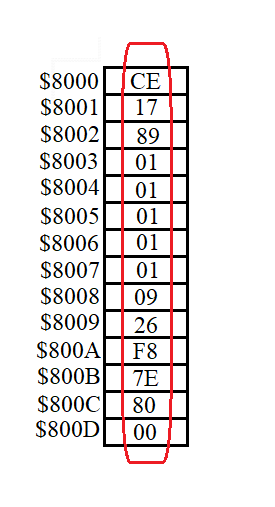 $8000 CE
$8001 17
$8002 89
$8003 01
$8004 01
$8005 01
$8006 01
$8007 01
$8008 09
$8009 26
$800A F8
$800B 7E
$800C 80
$800D 00